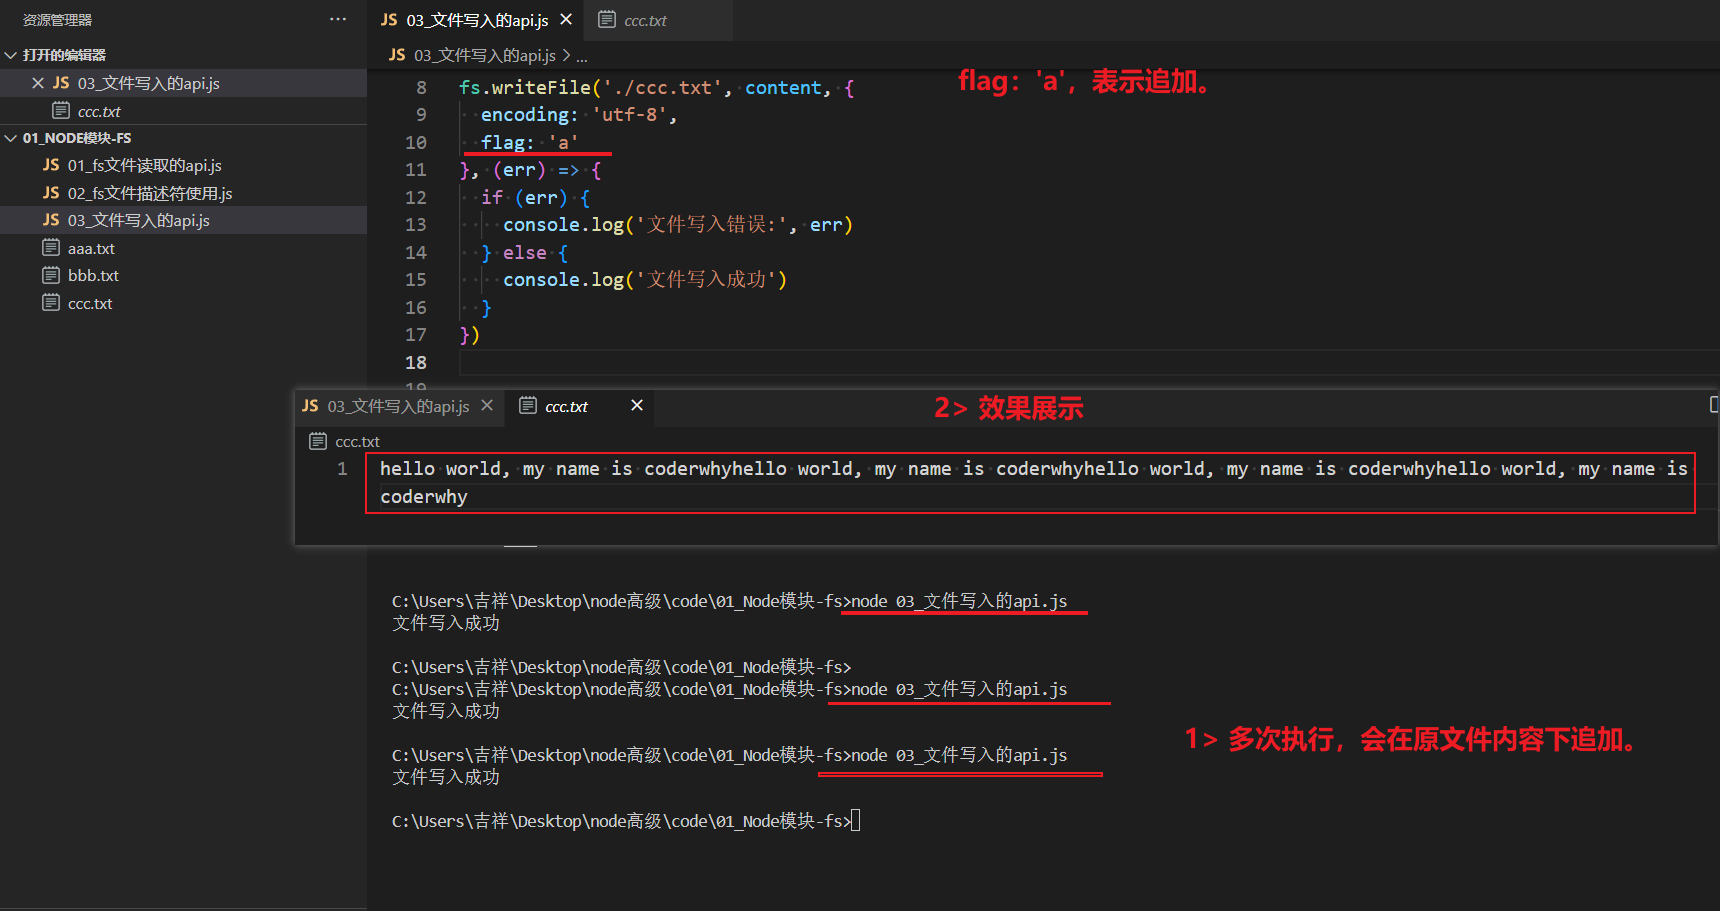 资源管理器 ···
打开的编辑器
JS 03_文件写入的api.js
ccc.txt
01_NODE模块-FS
JS 01_fs文件读取的api.js
JS 02_fs文件描述符使用.js
JS 03_文件写入的api.js
aaa.txt
bbb.txt
ccc.txt
JS 03_文件写入的api.js ccc.txt
JS 03_文件写入的api.js > ...
flag：'a'，表示追加。
8 fs.writeFile('./ccc.txt', content, {
9 encoding: 'utf-8',
10 flag: 'a'
11 }, (err) => {
12 if (err) {
13 console.log('文件写入错误:', err)
14 } else {
15 console.log('文件写入成功')
16 }
17 })
18
19
JS 03_文件写入的api.js ccc.txt
2> 效果展示
ccc.txt
1 hello world, my name is coderwhyhello world, my name is coderwhyhello world, my name is coderwhyhello world, my name is
coderwhy
C:\Users\吉祥\Desktop\node高级\code\01_Node模块-fs>node 03_文件写入的api.js
文件写入成功
C:\Users\吉祥\Desktop\node高级\code\01_Node模块-fs>
C:\Users\吉祥\Desktop\node高级\code\01_Node模块-fs>node 03_文件写入的api.js
文件写入成功
1> 多次执行，会在原文件内容下追加。
C:\Users\吉祥\Desktop\node高级\code\01_Node模块-fs>node 03_文件写入的api.js
文件写入成功
C:\Users\吉祥\Desktop\node高级\code\01_Node模块-fs>